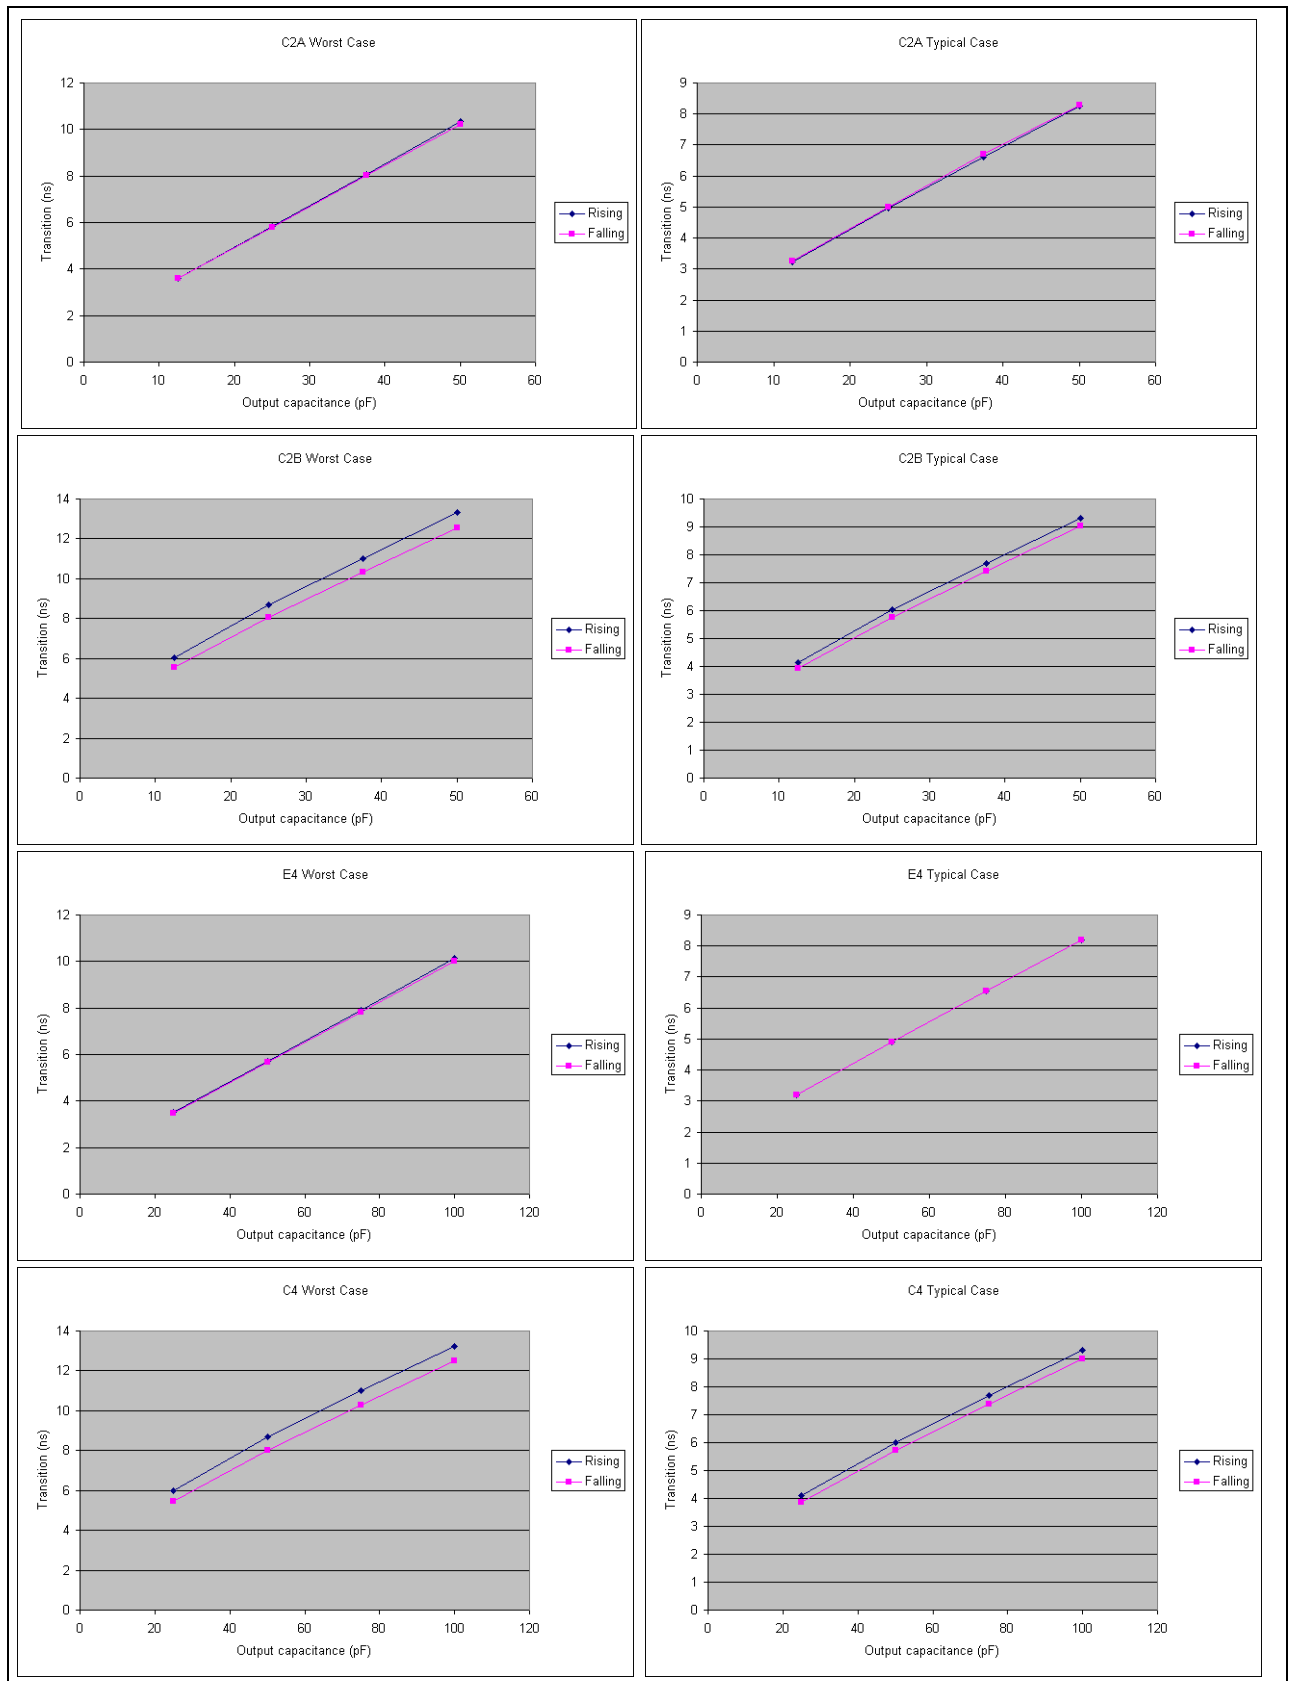 C2A Worst Case
12
10
8
6
4
2
0
0 10 20 30 40 50 60
Transition (ns)
Output capacitance (pF)
Rising
Falling
C2A Typical Case
9
8
7
6
5
4
3
2
1
0
0 10 20 30 40 50 60
Transition (ns)
Output capacitance (pF)
Rising
Falling
C2B Worst Case
14
12
10
8
6
4
2
0
0 10 20 30 40 50 60
Transition (ns)
Output capacitance (pF)
Rising
Falling
C2B Typical Case
10
9
8
7
6
5
4
3
2
1
0
0 10 20 30 40 50 60
Transition (ns)
Output capacitance (pF)
Rising
Falling
E4 Worst Case
12
10
8
6
4
2
0
0 20 40 60 80 100 120
Transition (ns)
Output capacitance (pF)
Rising
Falling
E4 Typical Case
9
8
7
6
5
4
3
2
1
0
0 20 40 60 80 100 120
Transition (ns)
Output capacitance (pF)
Rising
Falling
C4 Worst Case
14
12
10
8
6
4
2
0
0 20 40 60 80 100 120
Transition (ns)
Output capacitance (pF)
Rising
Falling
C4 Typical Case
10
9
8
7
6
5
4
3
2
1
0
0 20 40 60 80 100 120
Transition (ns)
Output capacitance (pF)
Rising
Falling